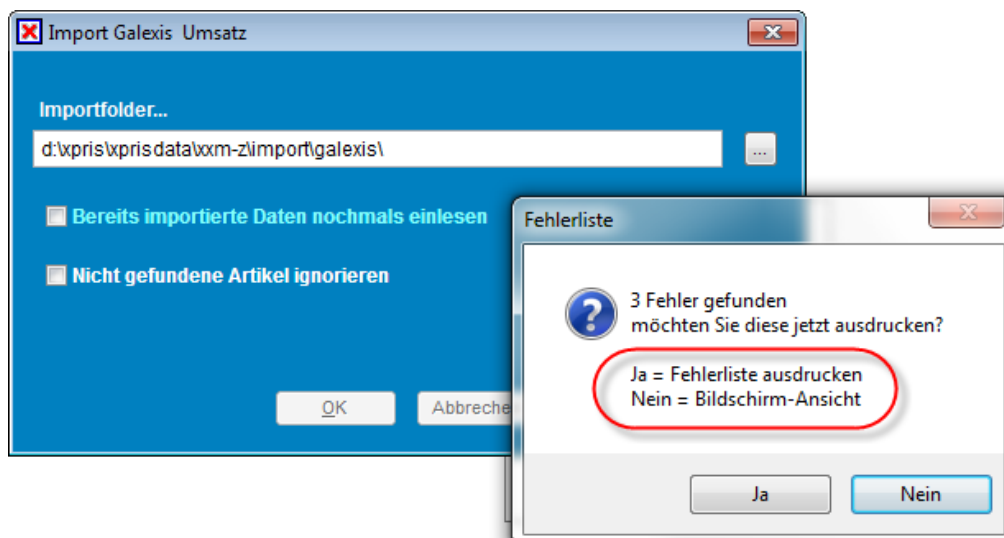 Import Galexis Umsatz
Importfolder...
d:\xpris\xprisdata\xxm-z\import\galexis\
...
Bereits importierte Daten nochmals einlesen
Nicht gefundene Artikel ignorieren
OK
Abbreche
Fehlerliste
3 Fehler gefunden
möchten Sie diese jetzt ausdrucken?
Ja = Fehlerliste ausdrucken
Nein = Bildschirm-Ansicht
Ja
Nein